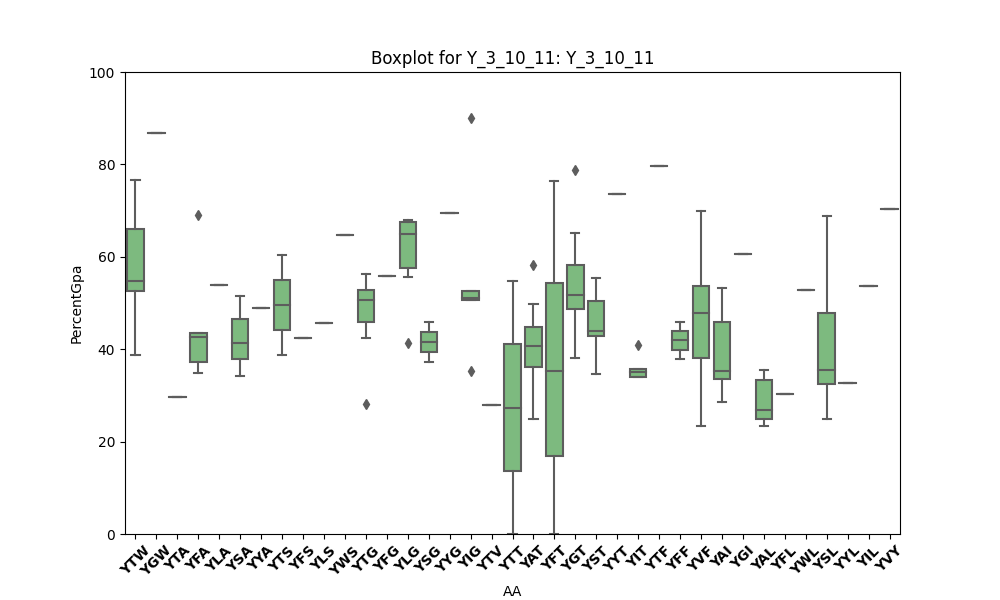 Boxplot for Y_3_10_11: Y_3_10_11
100
80
60
40
20
0
PercentGpa
YTW YGW YTA YFA YLA YSA YYA YTS YFS YLS YWS YTG YFG YLG YSG YYG YIG YTV YTT YAT YFT YGT YST YYT YIT YTF YFF YVF YAI YGI YAL YFL YWL YSL YYL YIL YVY
AA